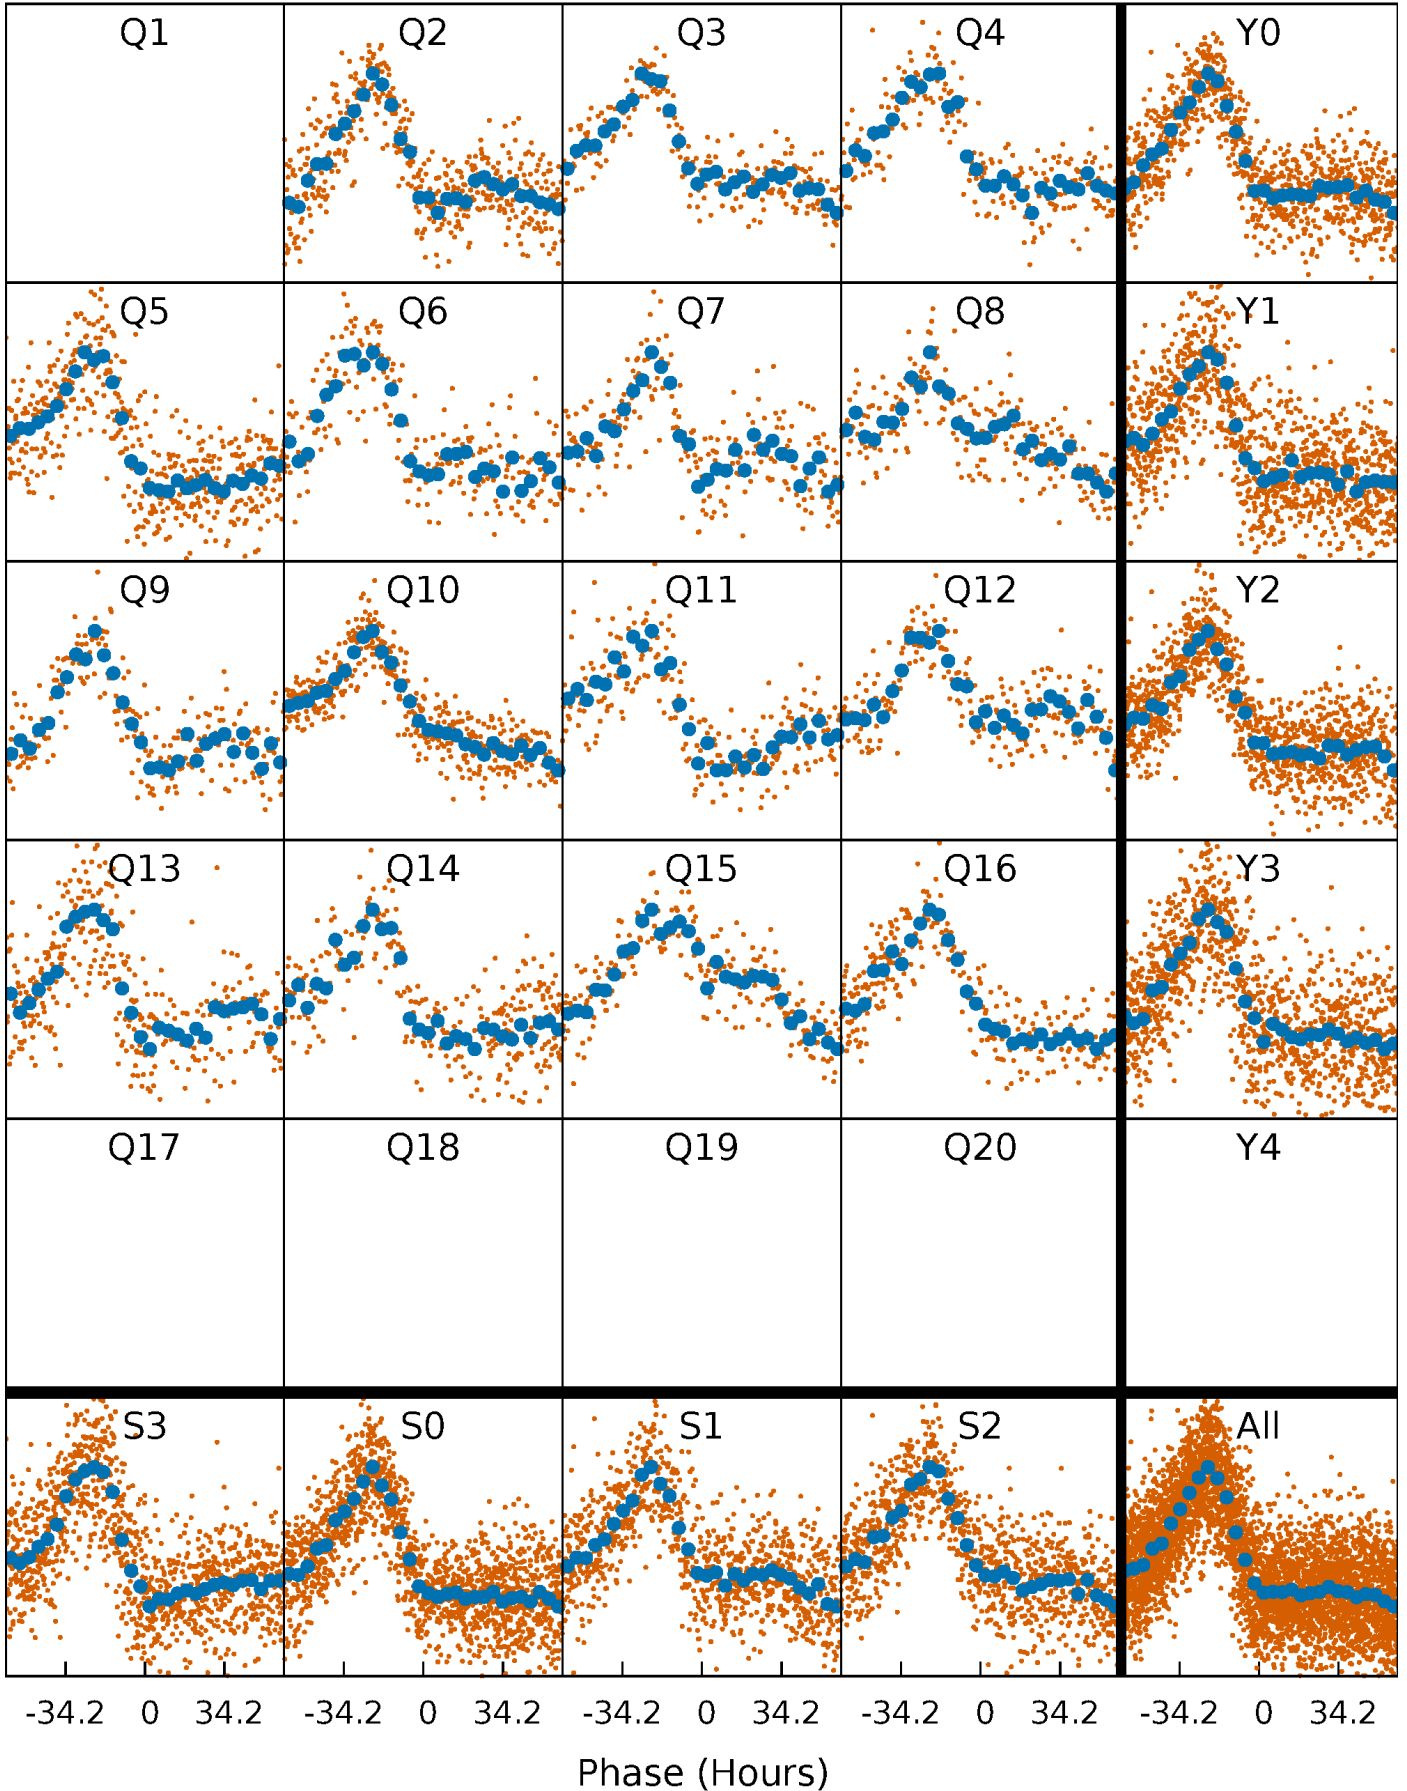 Q1 Q2 Q3 Q4 Y0
Q5 Q6 Q7 Q8 Y1
Q9 Q10 Q11 Q12 Y2
Q13 Q14 Q15 Q16 Y3
Q17 Q18 Q19 Q20 Y4
S3 S0 S1 S2 All
-34.2 0 34.2 -34.2 0 34.2 -34.2 0 34.2 -34.2 0 34.2 -34.2 0 34.2
Phase (Hours)